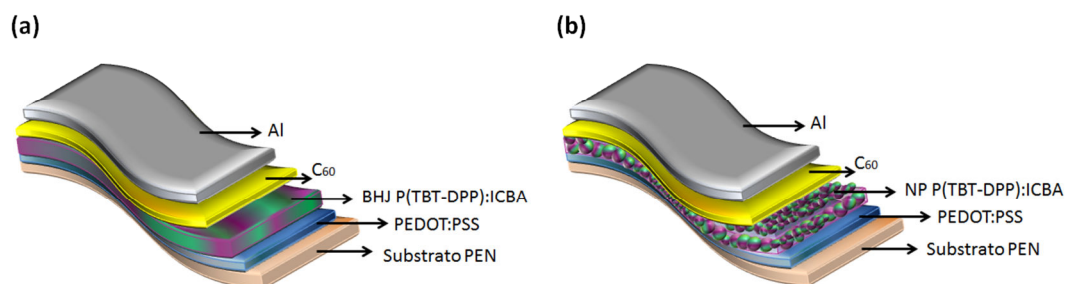 (a)
Al
C₆₀
BHJ P(TBT-DPP):ICBA
PEDOT:PSS
Substrato PEN
(b)
Al
C₆₀
NP P(TBT-DPP):ICBA
PEDOT:PSS
Substrato PEN